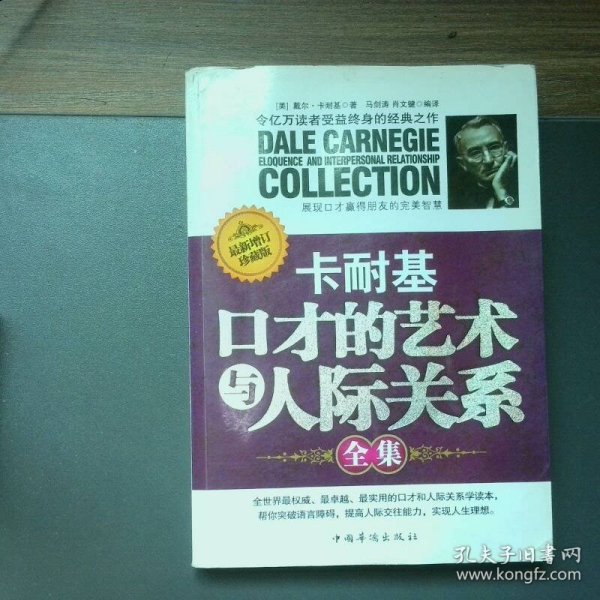 [美] 戴尔·卡耐基◎著 马剑涛 肖文键◎编译
令亿万读者受益终身的经典之作
DALE CARNEGIE
ELOQUENCE AND INTERPERSONAL RELATIONSHIP
COLLECTION
展现口才赢得朋友的完美智慧
最新增订
珍藏版
卡耐基
口才的艺术
与人际关系
全集
全世界最权威、最卓越、最实用的口才和人际关系学读本，
帮你突破语言障碍，提高人际交往能力，实现人生理想。
中国华侨出版社
孔夫子旧书网
www.kongfz.com